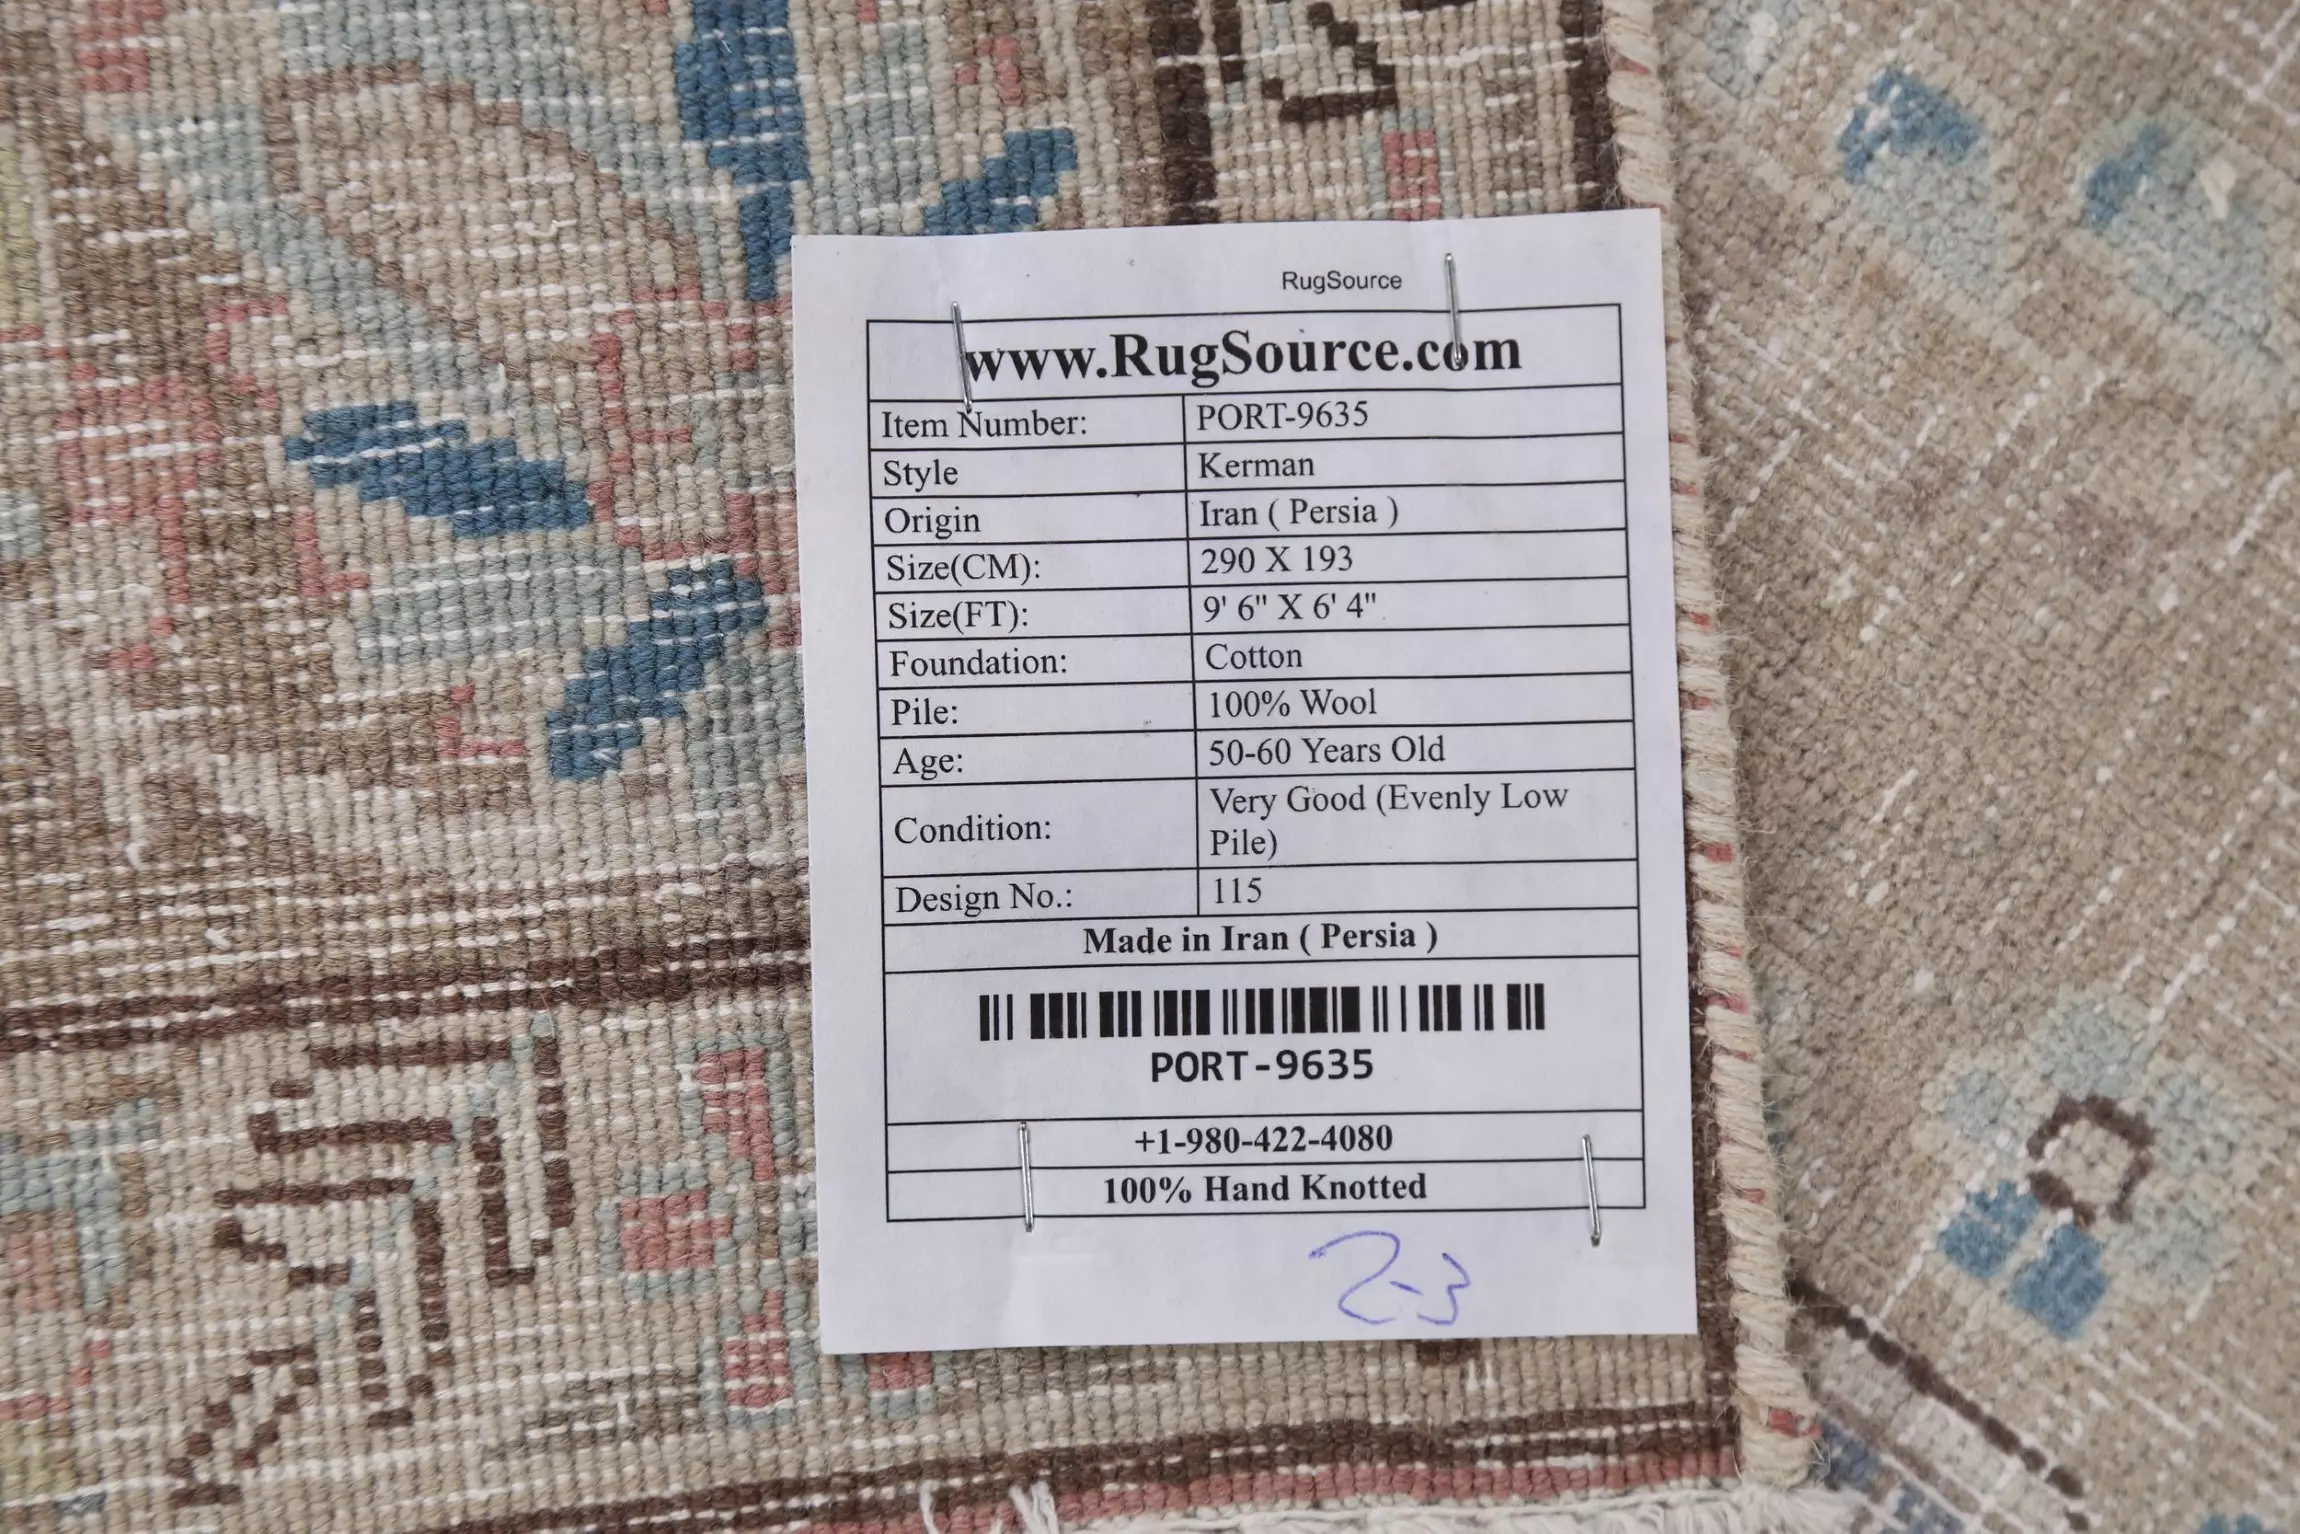 RugSource
www.RugSource.com
Item Number: PORT-9635
Style Kerman
Origin Iran ( Persia )
Size(CM): 290 X 193
Size(FT): 9' 6" X 6' 4"
Foundation: Cotton
Pile: 100% Wool
Age: 50-60 Years Old
Condition: Very Good (Evenly Low
Pile)
Design No.: 115
Made in Iran ( Persia )
PORT-9635
+1-980-422-4080
100% Hand Knotted
2-3